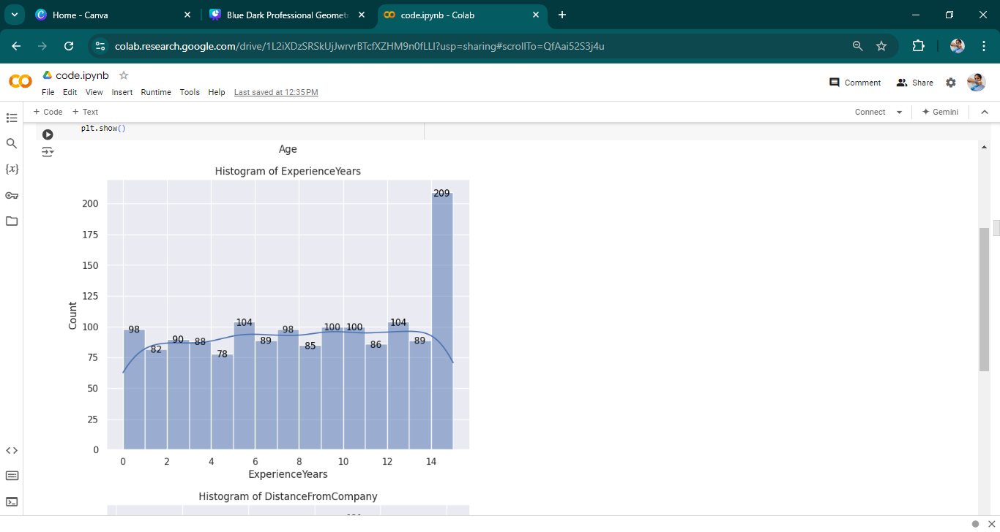 Home - Canva
Blue Dark Professional Geomet
code.ipynb - Colab
colab.research.google.com/drive/1L2iXDzSRSkUjJwrvrBTcfXZHM9n0fLLI?usp=sharing#scrollTo=QfAai52S3j4u
code.ipynb
File Edit View Insert Runtime Tools Help Last saved at 12:35 PM
Comment Share
+ Code + Text
Connect Gemini
plt.show()
Age
Histogram of ExperienceYears
Count
200
175
150
125
100
75
50
25
0
98 82 90 88 78 104 89 98 85 100 100 86 104 89 209
0 2 4 6 8 10 12 14
ExperienceYears
Histogram of DistanceFromCompany